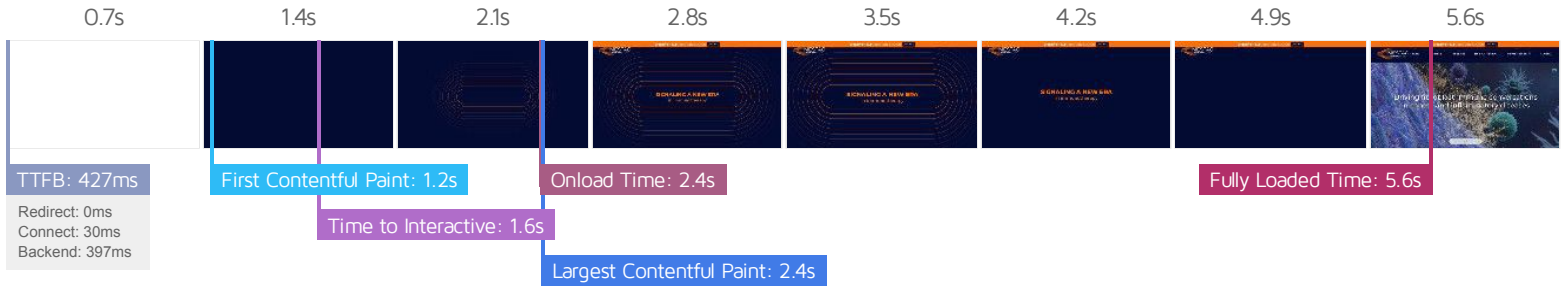 0.7s
1.4s
2.1s
2.8s
3.5s
4.2s
4.9s
5.6s
SIGNALING A NEW ERA
SIGNALING A NEW ERA
SIGNALING A NEW ERA
TTFB: 427ms
First Contentful Paint: 1.2s
Onload Time: 2.4s
Fully Loaded Time: 5.6s
Redirect: 0ms
Connect: 30ms
Backend: 397ms
Time to Interactive: 1.6s
Largest Contentful Paint: 2.4s